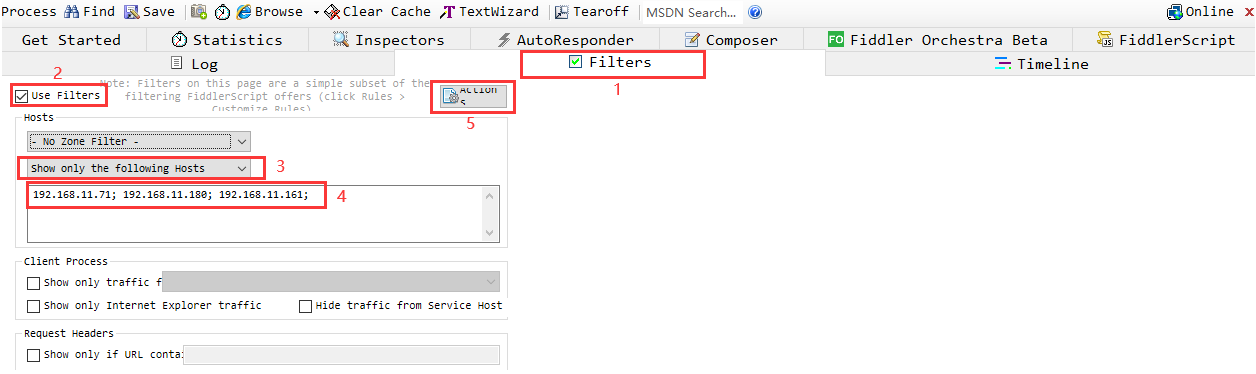 Process Find Save Browse Clear Cache TextWizard Tearoff MSDN Search... Online
Get Started Statistics Inspectors AutoResponder Composer FO Fiddler Orchestra Beta JS FiddlerScript
Log Filters Timeline
2 1
Use Filters
Note: Filters on this page are a simple subset of the
filtering FiddlerScript offers (click Rules >
Customize Rules)
Action
s
5
Hosts
- No Zone Filter -
Show only the following Hosts 3
192.168.11.71; 192.168.11.180; 192.168.11.161; 4
Client Process
Show only traffic f
Show only Internet Explorer traffic Hide traffic from Service Host
Request Headers
Show only if URL contai